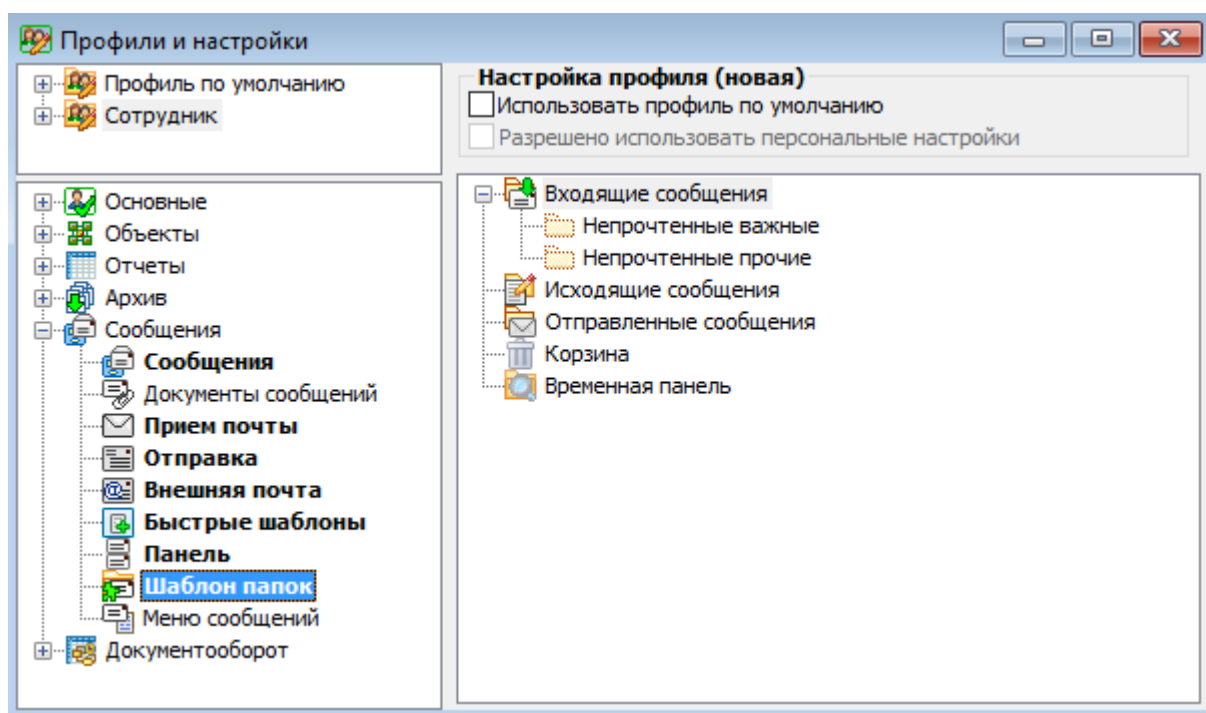 Профили и настройки
Профиль по умолчанию
Сотрудник
Настройка профиля (новая)
Использовать профиль по умолчанию
Разрешено использовать персональные настройки
Основные
Объекты
Отчеты
Архив
Сообщения
Сообщения
Документы сообщений
Прием почты
Отправка
Внешняя почта
Быстрые шаблоны
Панель
Шаблон папок
Меню сообщений
Документооборот
Входящие сообщения
Непрочтенные важные
Непрочтенные прочие
Исходящие сообщения
Отправленные сообщения
Корзина
Временная панель